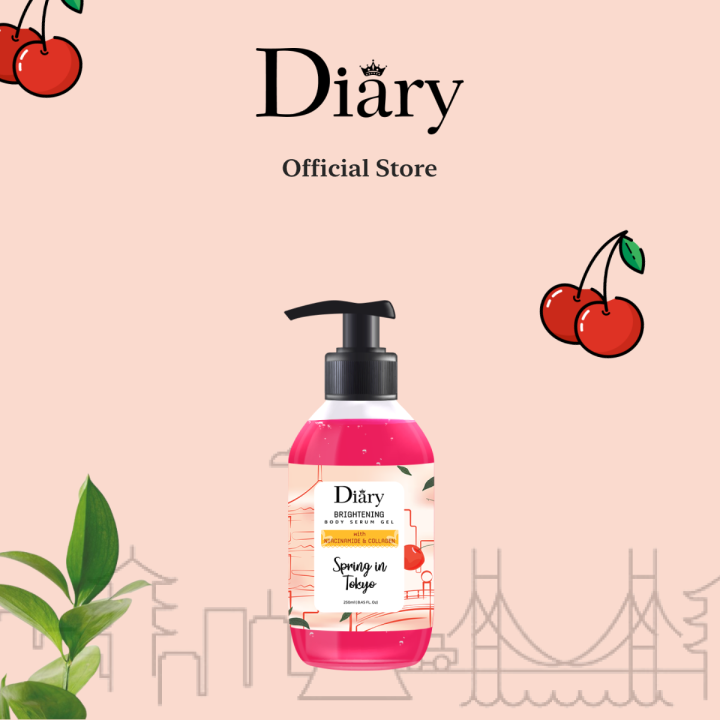 Diary
Official Store
Diary
BRIGHTENING
BODY SERUM GEL
with
NIACINAMIDE & COLLAGEN
Spring in
Tokyo